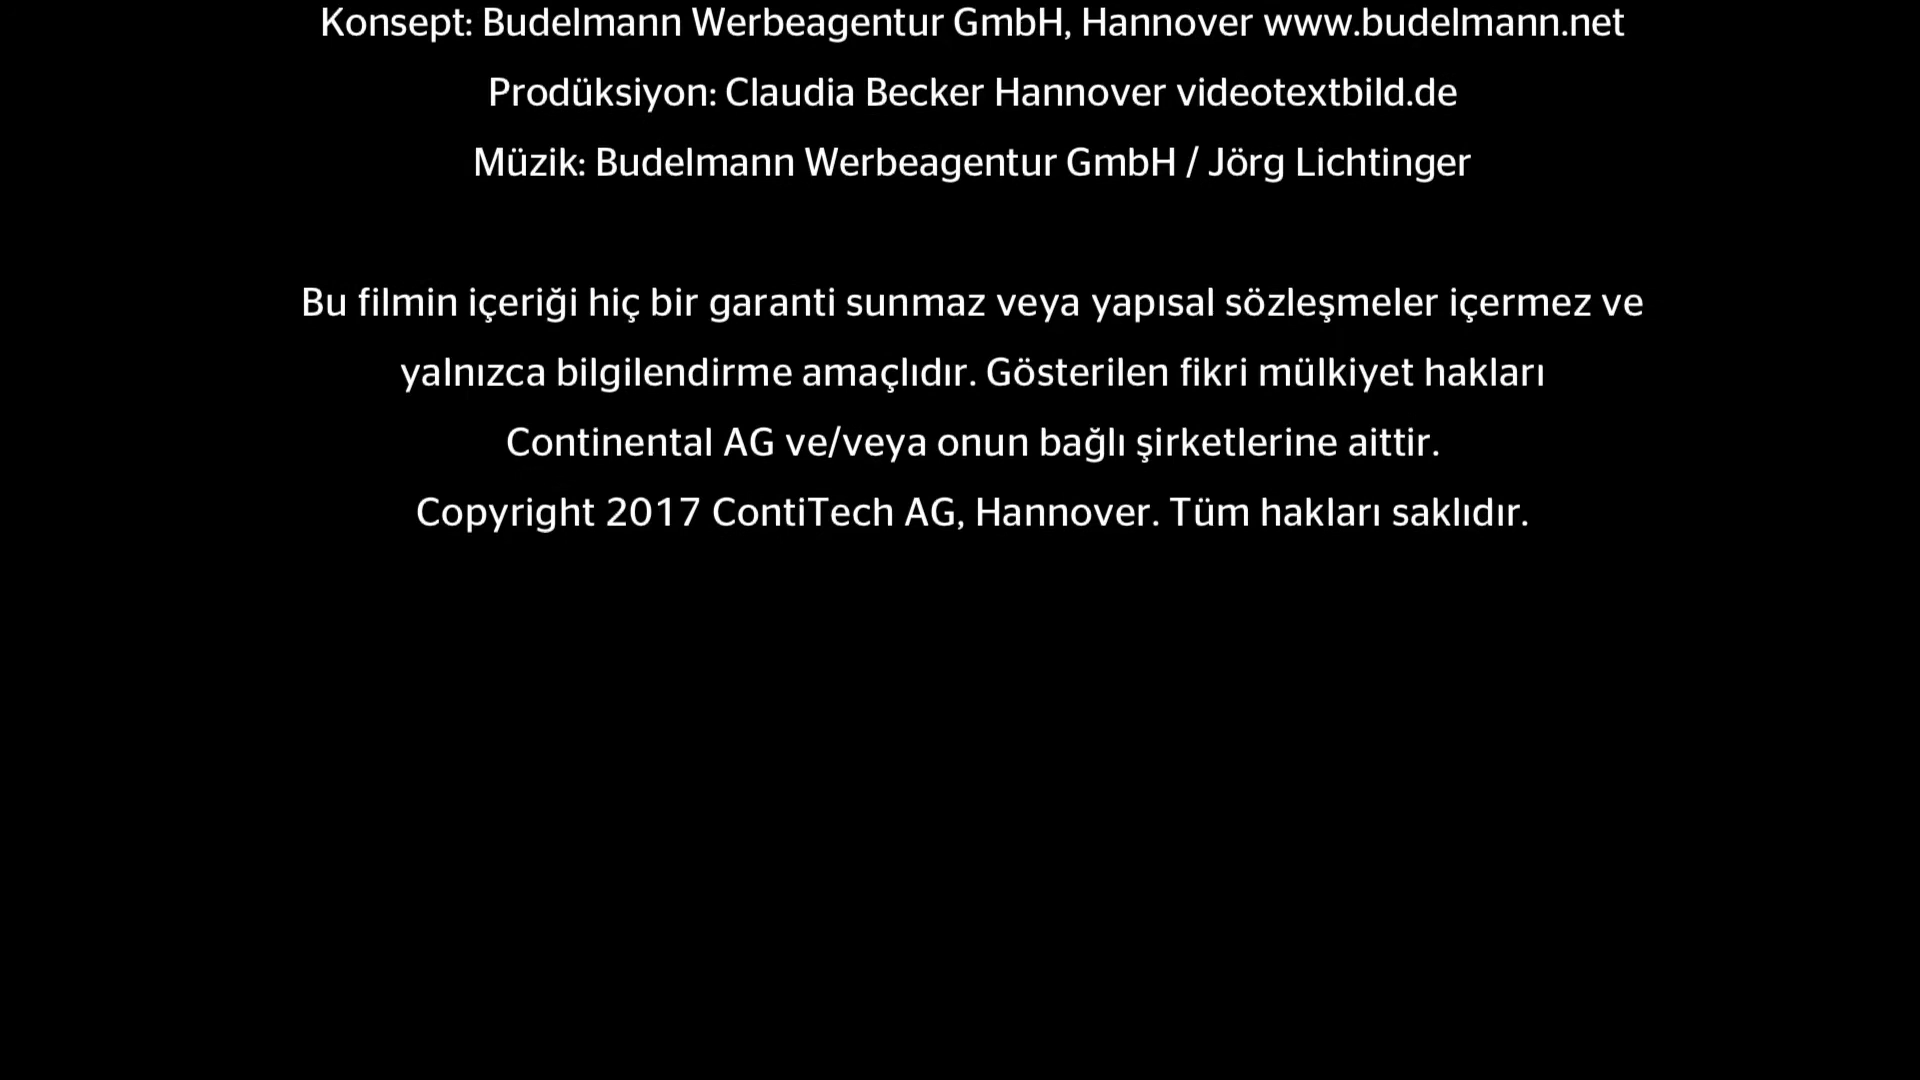 Konsept: Budelmann Werbeagentur GmbH, Hannover www.budelmann.net
Prodüksiyon: Claudia Becker Hannover videotextbild.de
Müzik: Budelmann Werbeagentur GmbH / Jörg Lichtinger
Bu filmin içeriği hiç bir garanti sunmaz veya yapısal sözleşmeler içermez ve
yalnızca bilgilendirme amaçlıdır. Gösterilen fikri mülkiyet hakları
Continental AG ve/veya onun bağlı şirketlerine aittir.
Copyright 2017 ContiTech AG, Hannover. Tüm hakları saklıdır.